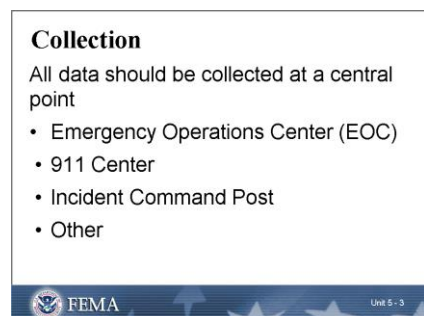 Collection
All data should be collected at a central
point
• Emergency Operations Center (EOC)
• 911 Center
• Incident Command Post
• Other
FEMA
Unit 5 - 3